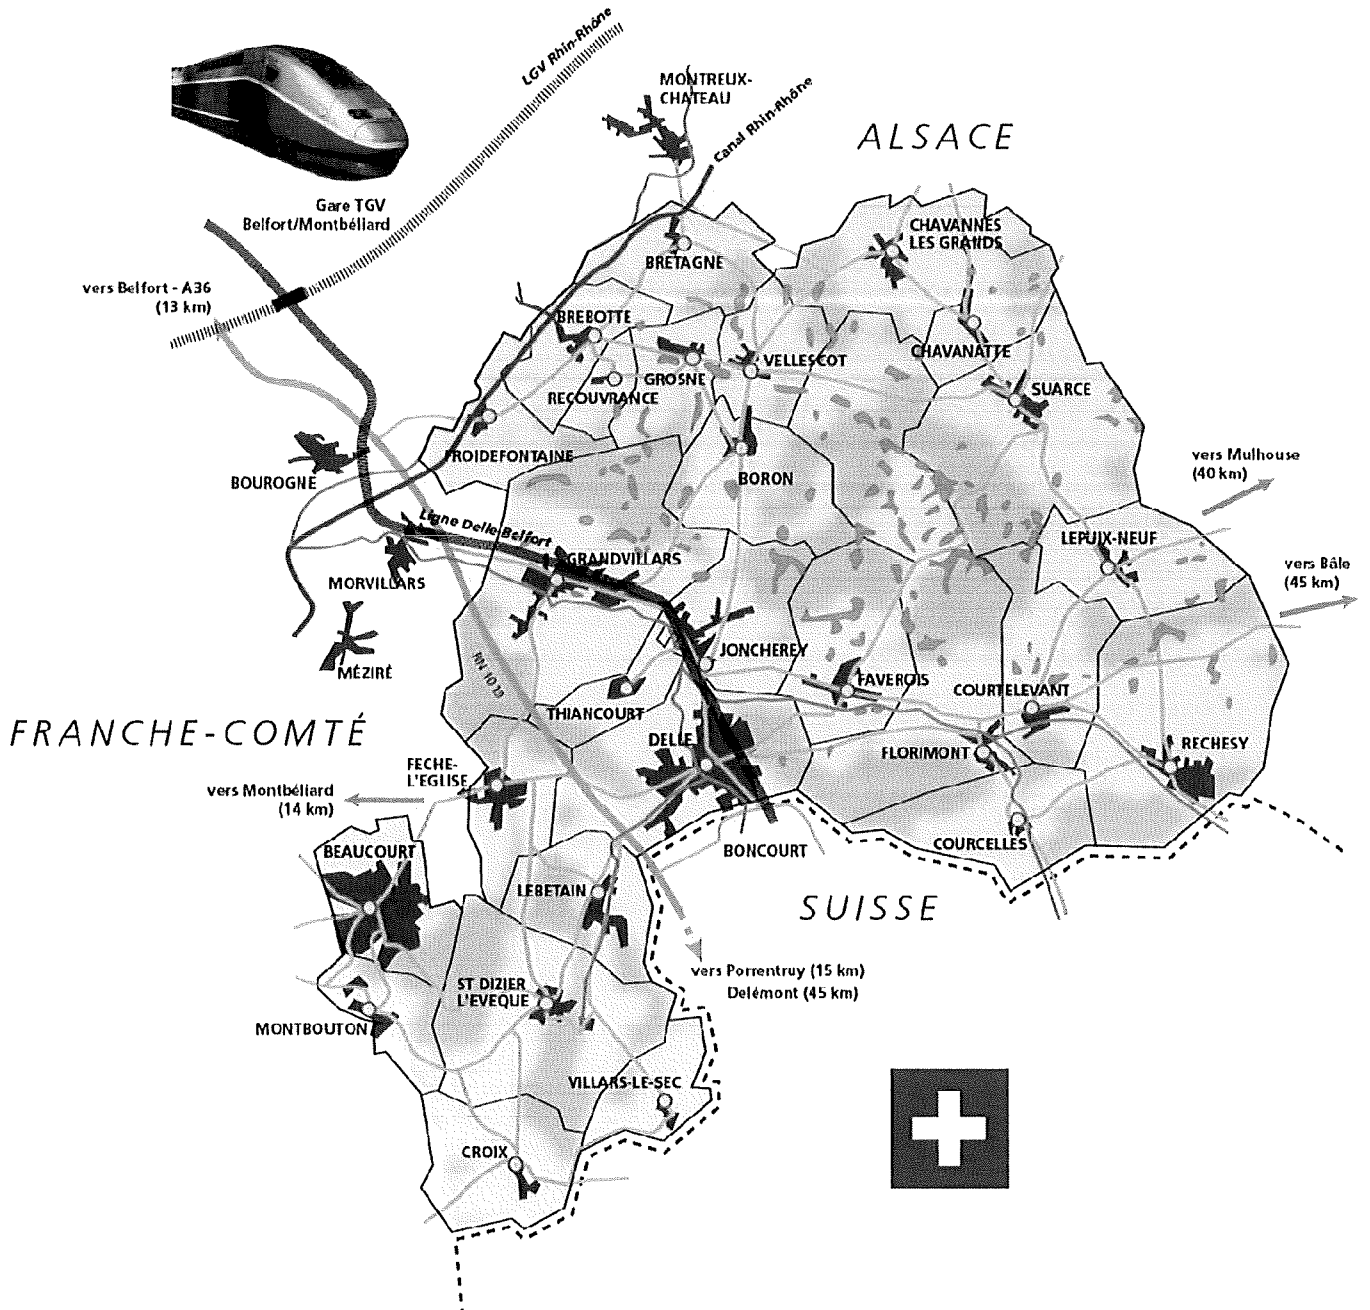 LGV Rhin-Rhône
MONTREUX-
CHATEAU
Canal Rhin-Rhône
ALSACE
Gare TGV
Belfort/Montbéliard
CHAVANNES
LES GRANDS
BRETAGNE
vers Belfort - A36
(13 km)
BREBOTTE
VELLESCOT
CHAVANATTE
GROSNE
RECOUVRANCE
SUARCE
FROIDEFONTAINE
BOUROGNE
BORON
vers Mulhouse
(40 km)
Ligne Delle-Belfort
GRANDVILLARS
LEPUIX-NEUF
MORVILLARS
vers Bâle
(45 km)
MÉZIRÉ
RN 1019
JONCHEREY
FAVEROIS
COURTELEVANT
THIANCOURT
FRANCHE-COMTÉ
DELLE
FLORIMONT
RECHESY
FECHE-
L'EGLISE
vers Montbéliard
(14 km)
BEAUCOURT
BONCOURT
COURCELLES
LEBETAIN
SUISSE
vers Porrentruy (15 km)
Delémont (45 km)
ST DIZIER
L'EVEQUE
MONTBOUTON
VILLARS-LE-SEC
CROIX